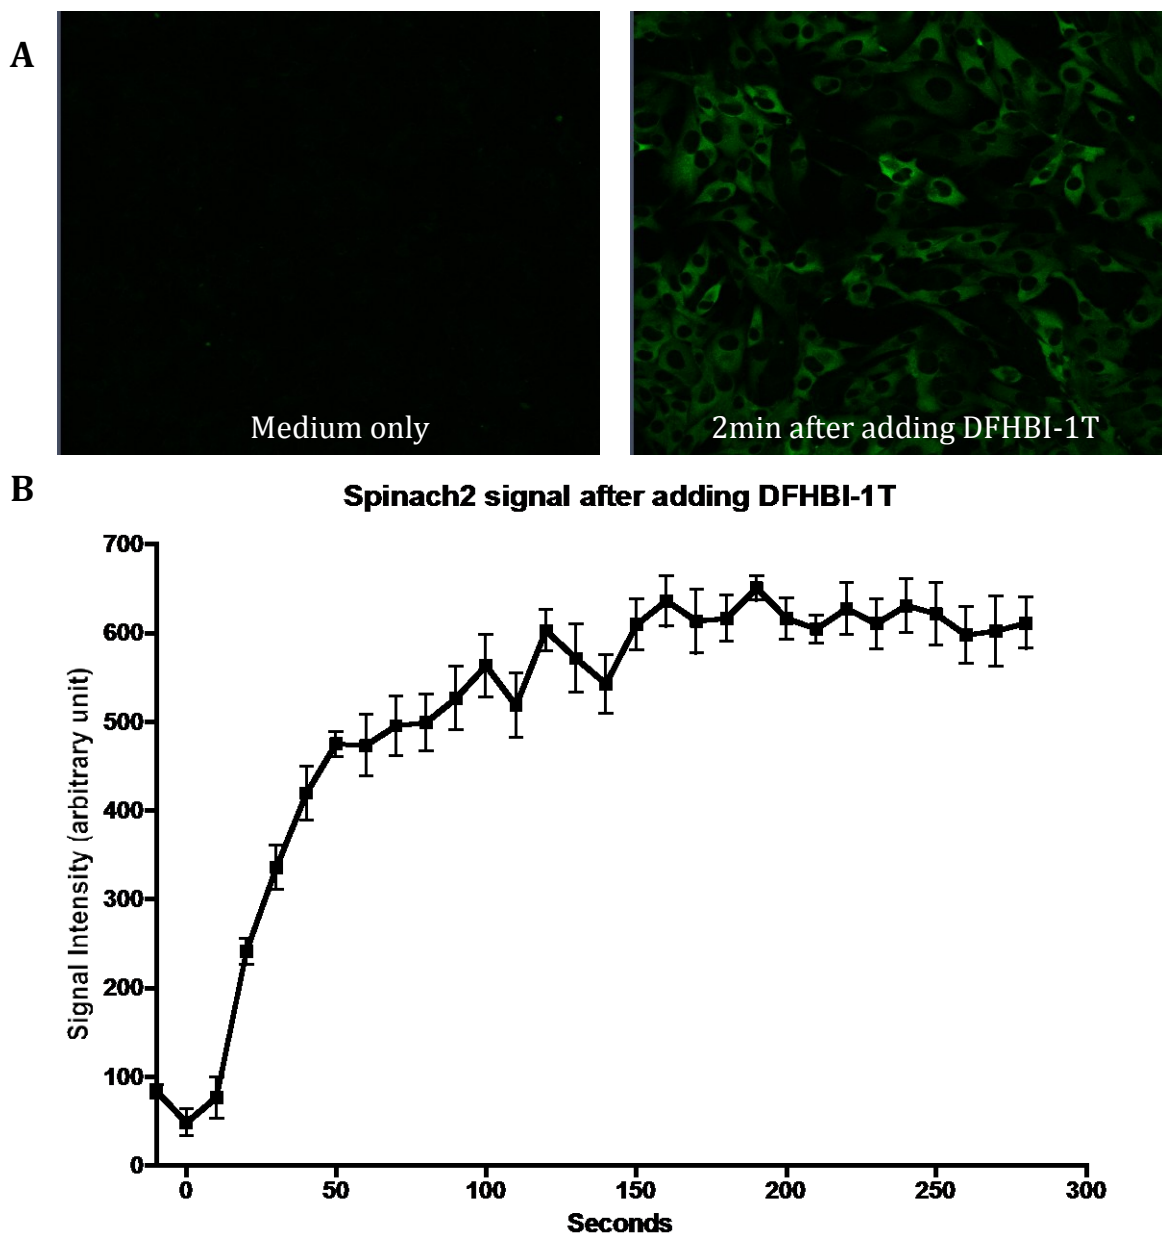 A
Medium only
2min after adding DFHBI-1T
B
Spinach2 signal after adding DFHBI-1T
Signal Intensity (arbitrary unit)
700
600
500
400
300
200
100
0
0 50 100 150 200 250 300
Seconds